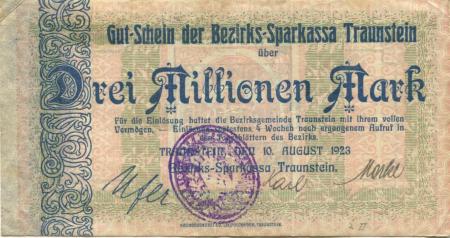 Gut-Schein der Bezirks-Sparkassa Traunstein
über
Drei Millionen Mark
Für die Einlösung haftet die Bezirksgemeinde Traunstein mit ihrem vollen
Vermögen. Einlösung spätestens 4 Wochen nach ergangenem Aufruf in
den Tagesblättern des Bezirks.
TRAUNSTEIN, DEN 10. AUGUST 1923
Bezirks-Sparkassa Traunstein.